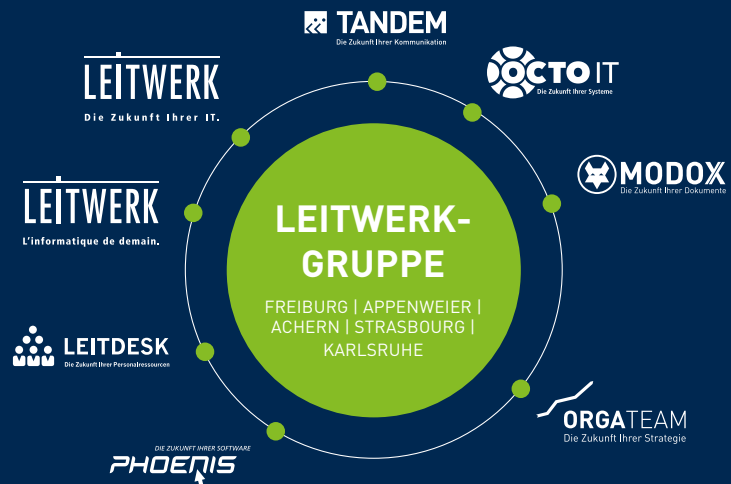 TANDEM
Die Zukunft Ihrer Kommunikation
OCTO IT
Die Zukunft Ihrer Systeme
LEITWERK
Die Zukunft Ihrer IT.
MODOX
Die Zukunft Ihrer Dokumente
LEITWERK
L'informatique de demain.
LEITWERK-
GRUPPE
FREIBURG | APPENWEIER |
ACHERN | STRASBOURG |
KARLSRUHE
LEITDESK
Die Zukunft Ihrer Personalressourcen
ORGATEAM
Die Zukunft Ihrer Strategie
DIE ZUKUNFT IHRER SOFTWARE
PHOENIS